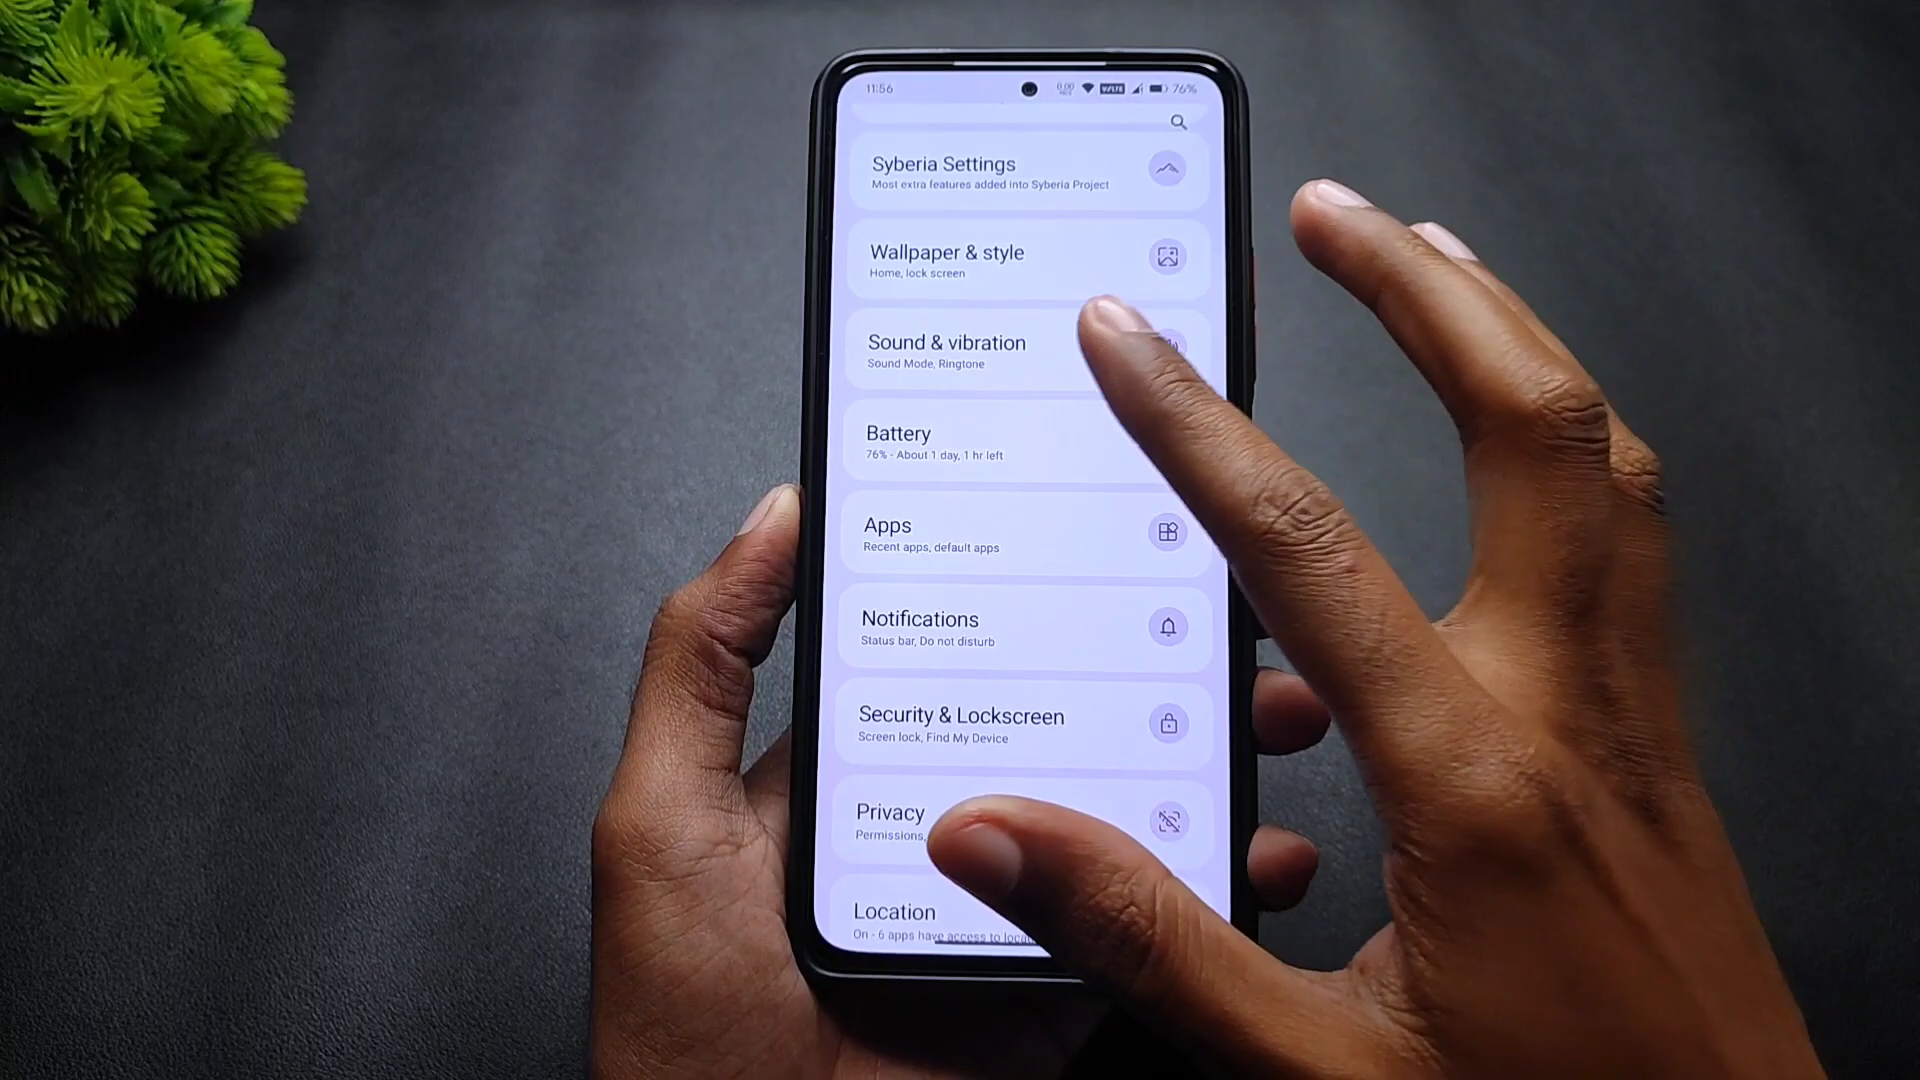 11:56
0.00
VoLTE
76%
Syberia Settings
Most extra features added into Syberia Project
Wallpaper & style
Home, lock screen
Sound & vibration
Sound Mode, Ringtone
Battery
76% - About 1 day, 1 hr left
Apps
Recent apps, default apps
Notifications
Status bar, Do not disturb
Security & Lockscreen
Screen lock, Find My Device
Privacy
Permissions,
Location
On - 6 apps have access to